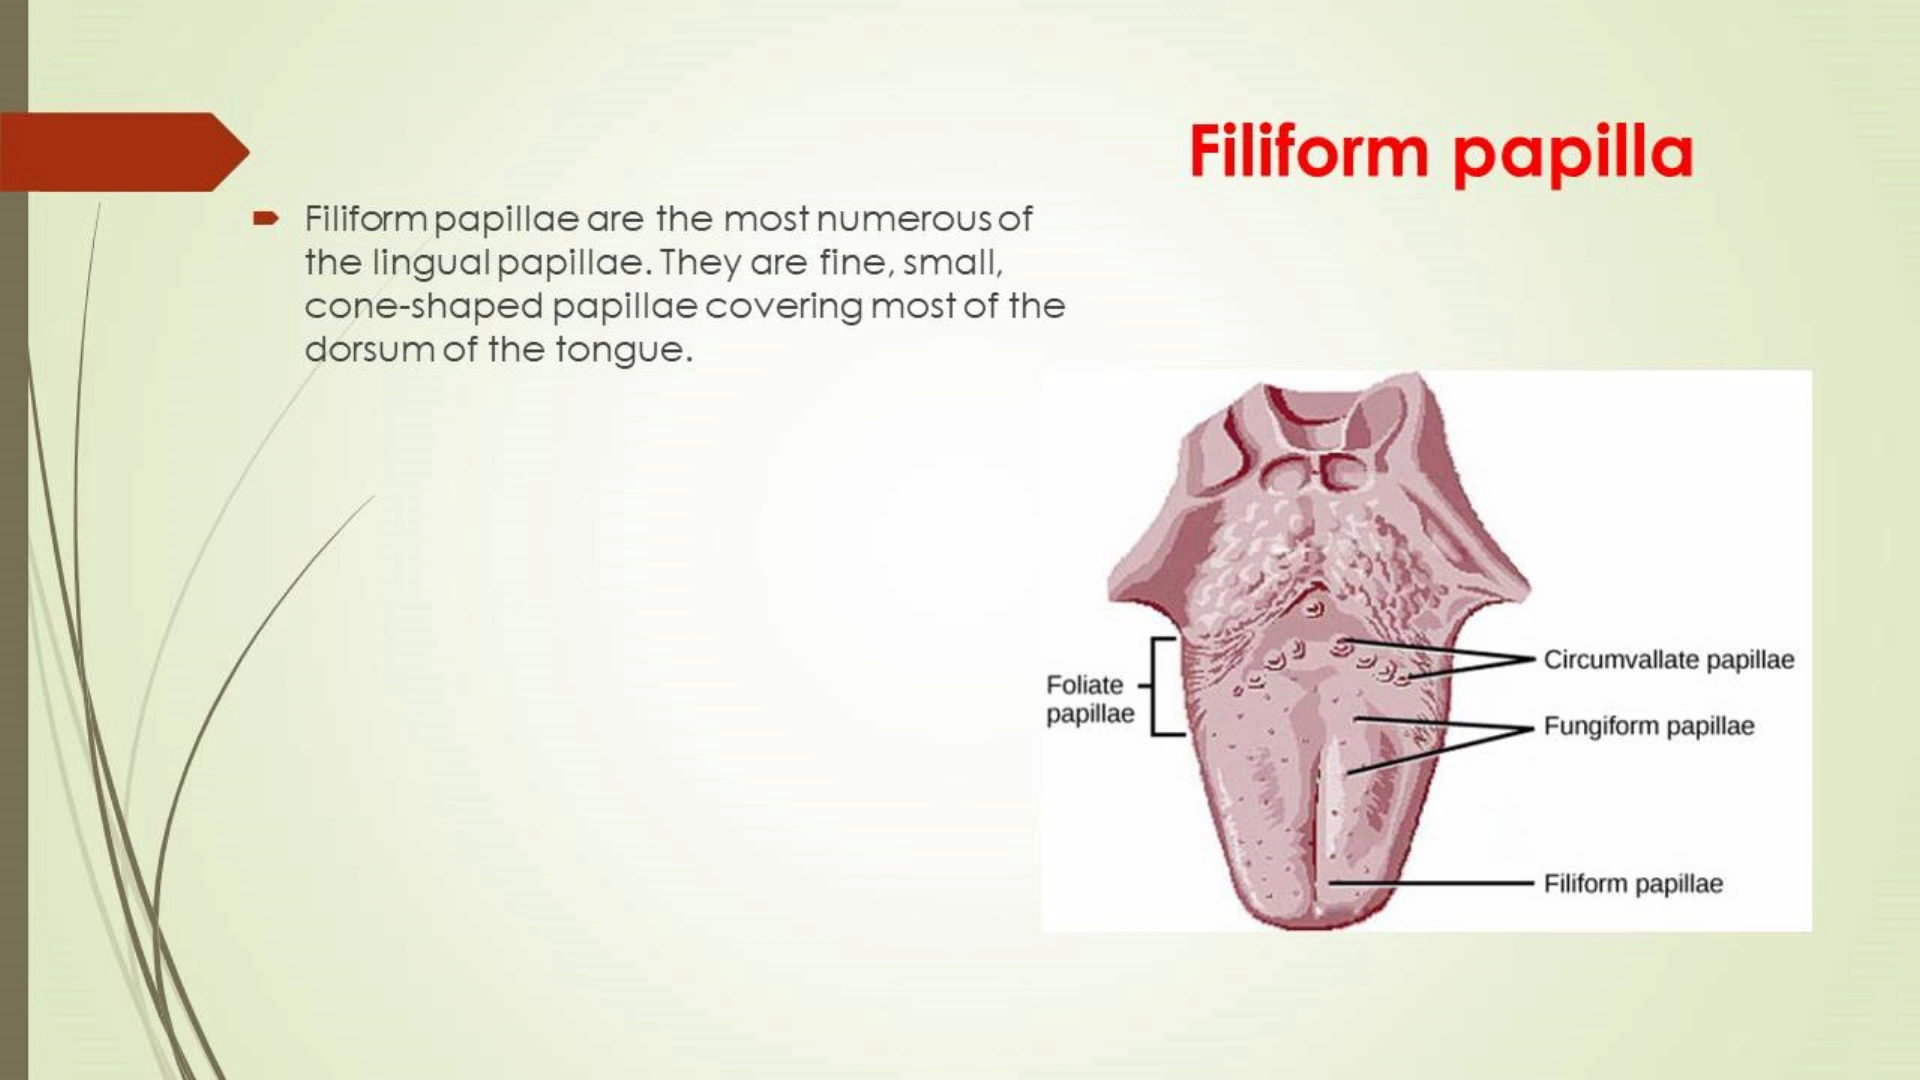 Filiform papilla
Filiform papillae are the most numerous of
the lingual papillae. They are fine, small,
cone-shaped papillae covering most of the
dorsum of the tongue.
Foliate
papillae
Circumvallate papillae
Fungiform papillae
Filiform papillae